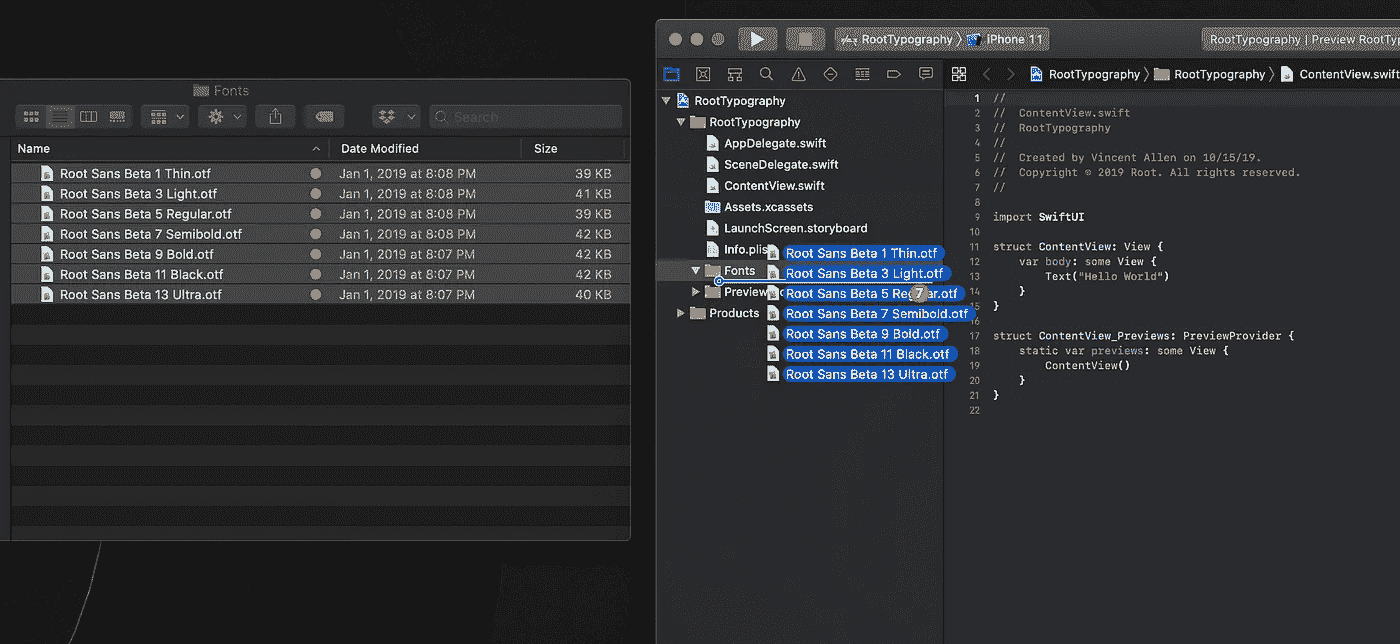 Fonts
Search
Name Date Modified Size
Root Sans Beta 1 Thin.otf Jan 1, 2019 at 8:08 PM 39 KB
Root Sans Beta 3 Light.otf Jan 1, 2019 at 8:08 PM 41 KB
Root Sans Beta 5 Regular.otf Jan 1, 2019 at 8:08 PM 39 KB
Root Sans Beta 7 Semibold.otf Jan 1, 2019 at 8:08 PM 42 KB
Root Sans Beta 9 Bold.otf Jan 1, 2019 at 8:07 PM 42 KB
Root Sans Beta 11 Black.otf Jan 1, 2019 at 8:07 PM 42 KB
Root Sans Beta 13 Ultra.otf Jan 1, 2019 at 8:07 PM 40 KB
RootTypography iPhone 11
RootTypography | Preview RootTyp
RootTypography RootTypography ContentView.swift
RootTypography
RootTypography
AppDelegate.swift
SceneDelegate.swift
ContentView.swift
Assets.xcassets
LaunchScreen.storyboard
Info.plis
Fonts
Preview
Products
Root Sans Beta 1 Thin.otf
Root Sans Beta 3 Light.otf
Root Sans Beta 5 Regular.otf
7
Root Sans Beta 7 Semibold.otf
Root Sans Beta 9 Bold.otf
Root Sans Beta 11 Black.otf
Root Sans Beta 13 Ultra.otf
1 //
2 // ContentView.swift
3 // RootTypography
4 //
5 // Created by Vincent Allen on 10/15/19.
6 // Copyright © 2019 Root. All rights reserved.
7 //
8
9 import SwiftUI
10
11 struct ContentView: View {
12 var body: some View {
13 Text("Hello World")
14 }
15 }
16
17 struct ContentView_Previews: PreviewProvider {
18 static var previews: some View {
19 ContentView()
20 }
21 }
22